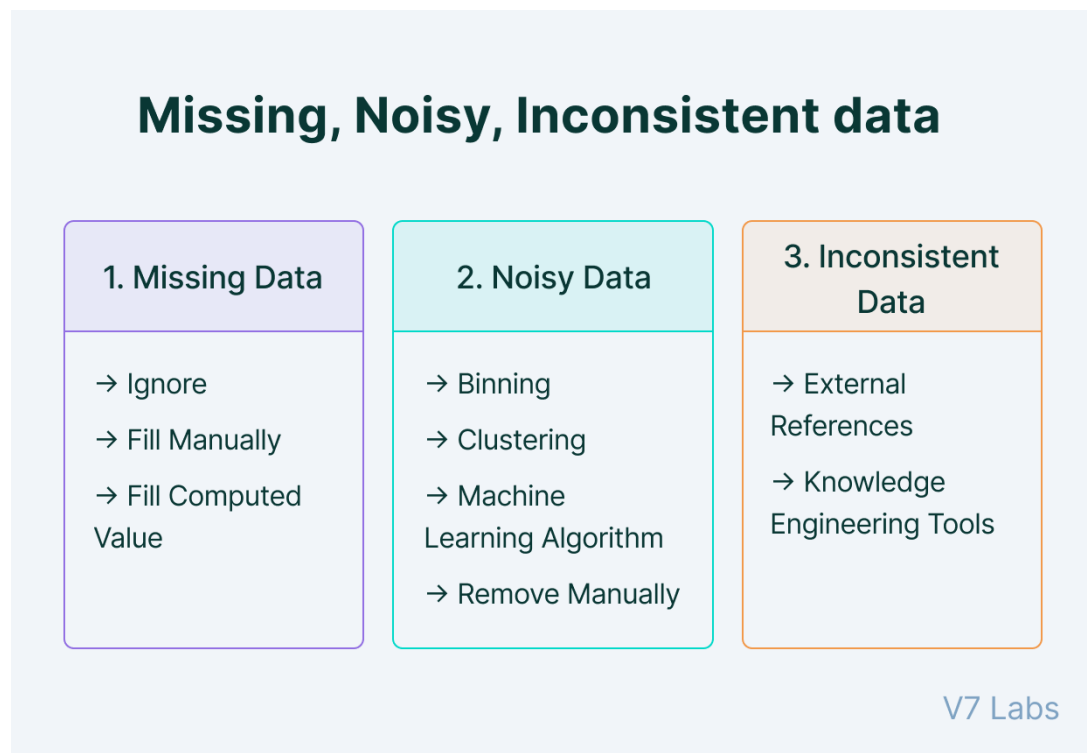 Missing, Noisy, Inconsistent data
1. Missing Data
→ Ignore
→ Fill Manually
→ Fill Computed
Value
2. Noisy Data
→ Binning
→ Clustering
→ Machine
Learning Algorithm
→ Remove Manually
3. Inconsistent
Data
→ External
References
→ Knowledge
Engineering Tools
V7 Labs